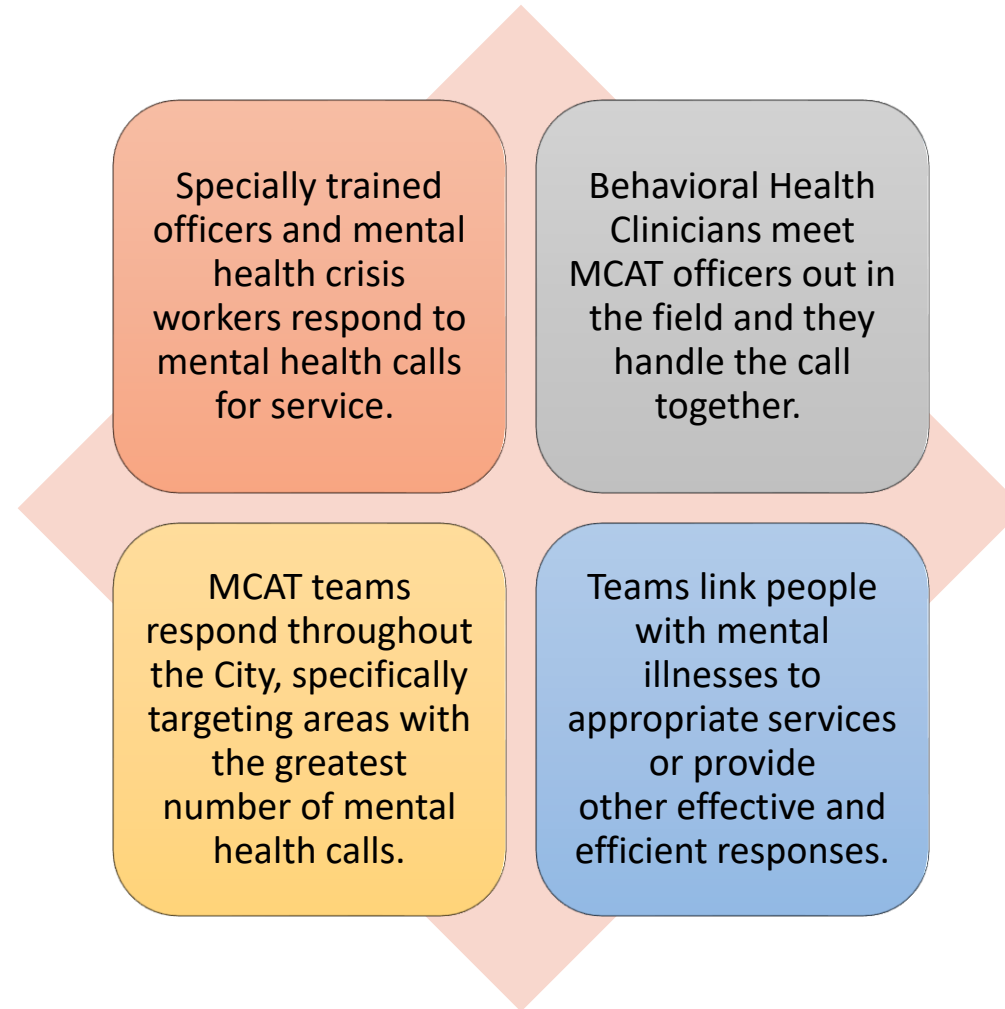 Specially trained
officers and mental
health crisis
workers respond to
mental health calls
for service.
Behavioral Health
Clinicians meet
MCAT officers out in
the field and they
handle the call
together.
MCAT teams
respond throughout
the City, specifically
targeting areas with
the greatest
number of mental
health calls.
Teams link people
with mental
illnesses to
appropriate services
or provide
other effective and
efficient responses.